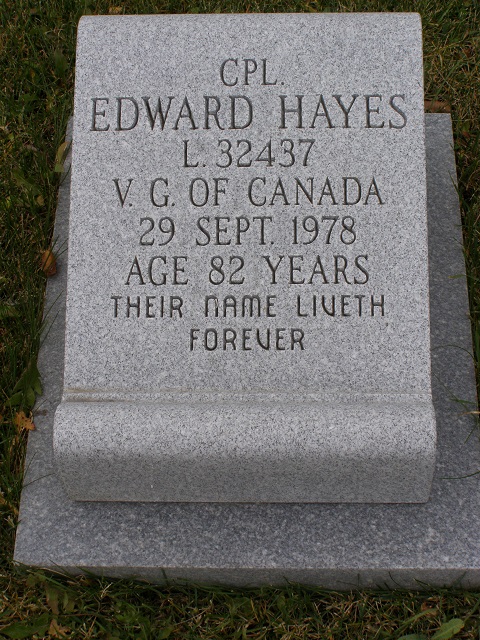 CPL.
EDWARD HAYES
L. 32437
V. G. OF CANADA
29 SEPT. 1978
AGE 82 YEARS
THEIR NAME LIVETH
FOREVER